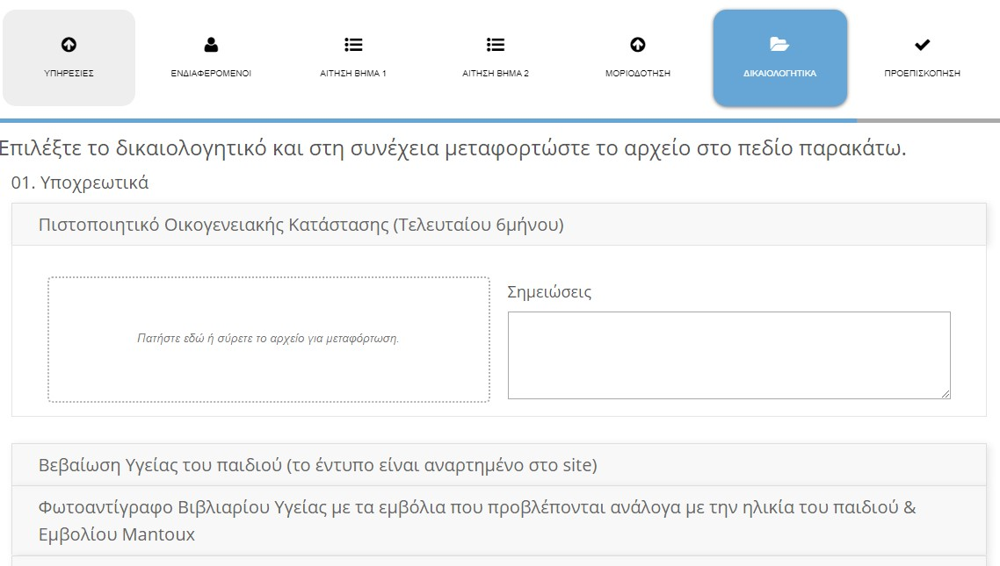 ΥΠΗΡΕΣΙΕΣ ΕΝΔΙΑΦΕΡΟΜΕΝΟΙ ΑΙΤΗΣΗ ΒΗΜΑ 1 ΑΙΤΗΣΗ ΒΗΜΑ 2 ΜΟΡΙΟΔΟΤΗΣΗ ΔΙΚΑΙΟΛΟΓΗΤΙΚΑ ΠΡΟΕΠΙΣΚΟΠΗΣΗ
Επιλέξτε το δικαιολογητικό και στη συνέχεια μεταφορτώστε το αρχείο στο πεδίο παρακάτω.
01. Υποχρεωτικά
Πιστοποιητικό Οικογενειακής Κατάστασης (Τελευταίου 6μήνου)
Σημειώσεις
Πατήστε εδώ ή σύρετε το αρχείο για μεταφόρτωση.
Βεβαίωση Υγείας του παιδιού (το έντυπο είναι αναρτημένο στο site)
Φωτοαντίγραφο Βιβλιαρίου Υγείας με τα εμβόλια που προβλέπονται ανάλογα με την ηλικία του παιδιού &
Εμβολίου Mantoux